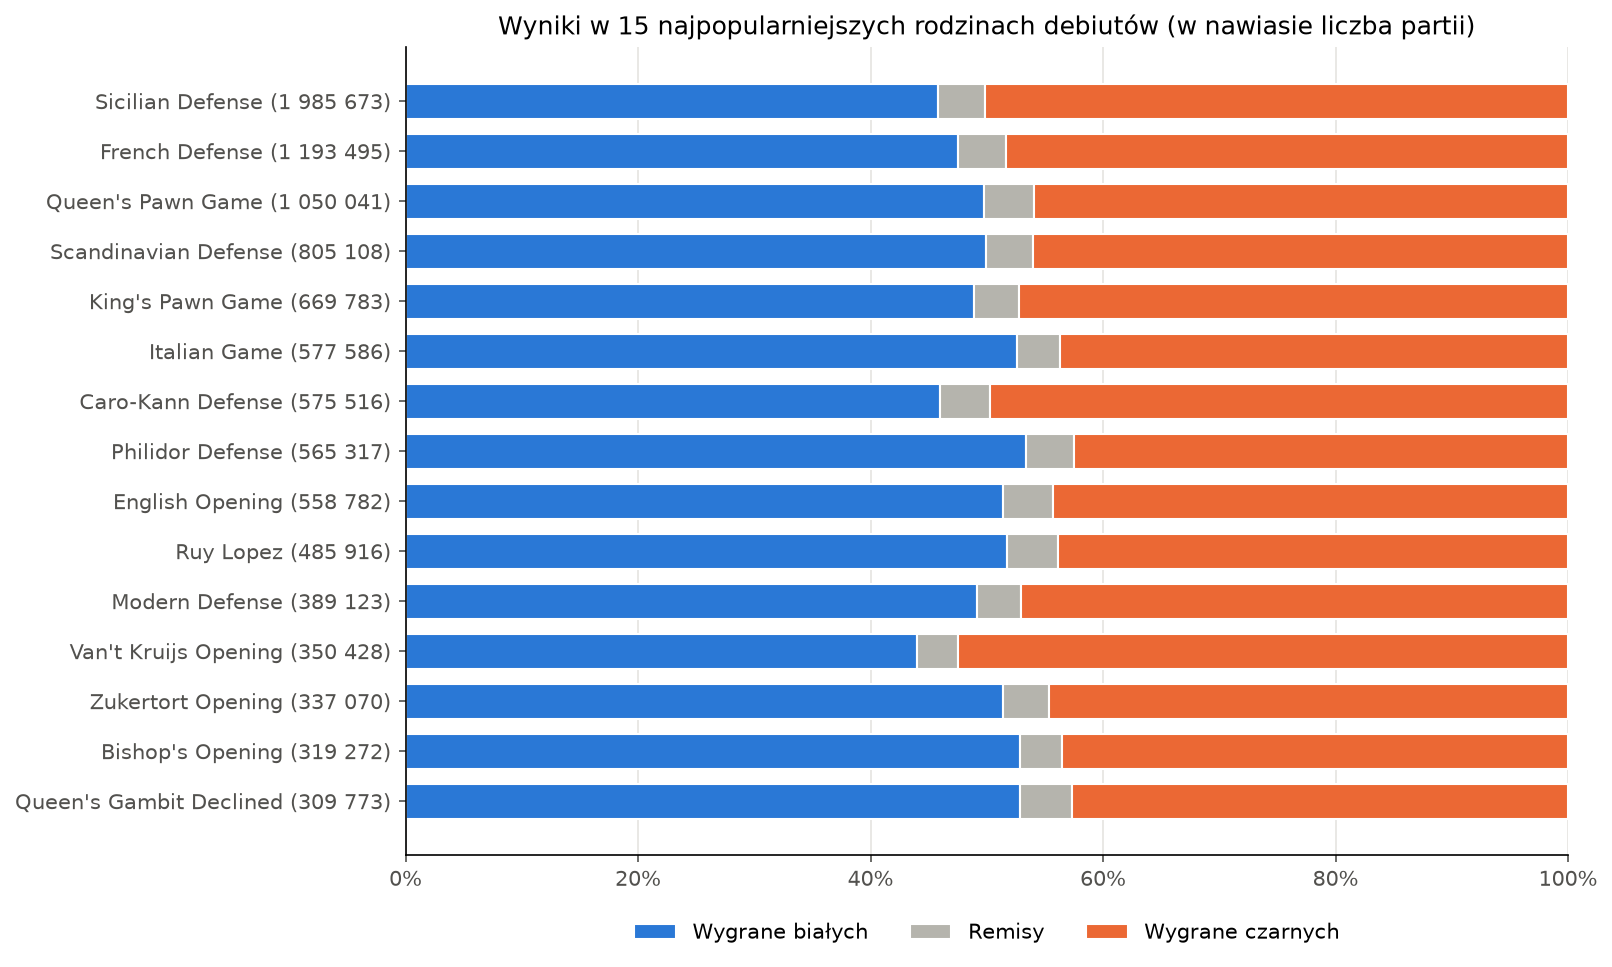 Wyniki w 15 najpopularniejszych rodzinach debiutów (w nawiasie liczba partii)
Sicilian Defense (1 985 673)
French Defense (1 193 495)
Queen's Pawn Game (1 050 041)
Scandinavian Defense (805 108)
King's Pawn Game (669 783)
Italian Game (577 586)
Caro-Kann Defense (575 516)
Philidor Defense (565 317)
English Opening (558 782)
Ruy Lopez (485 916)
Modern Defense (389 123)
Van't Kruijs Opening (350 428)
Zukertort Opening (337 070)
Bishop's Opening (319 272)
Queen's Gambit Declined (309 773)
0% 20% 40% 60% 80% 100%
Wygrane białych Remisy Wygrane czarnych